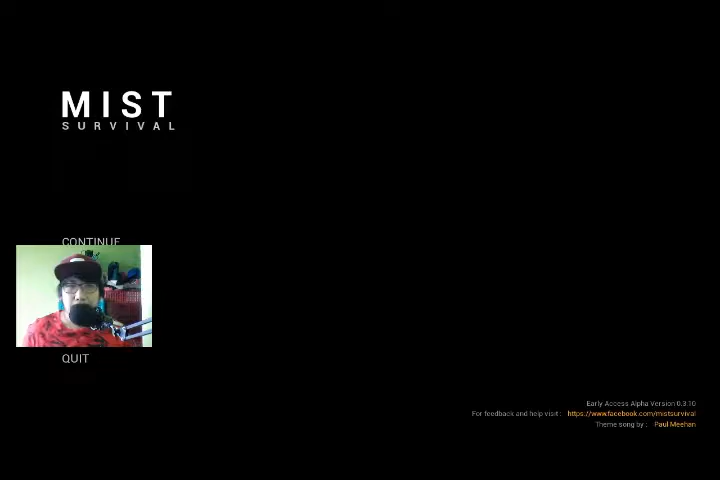 MIST
SURVIVAL
CONTINUE
QUIT
Early Access Alpha Version 0.3.10
For feedback and help visit : https://www.facebook.com/mistsurvival
Theme song by : Paul Meehan